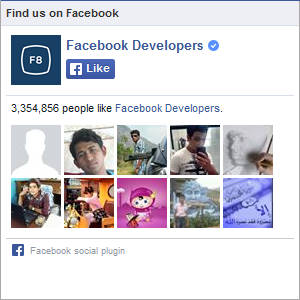 Find us on Facebook
F8
Facebook Developers
Like
3,354,856 people like Facebook Developers.
Facebook social plugin